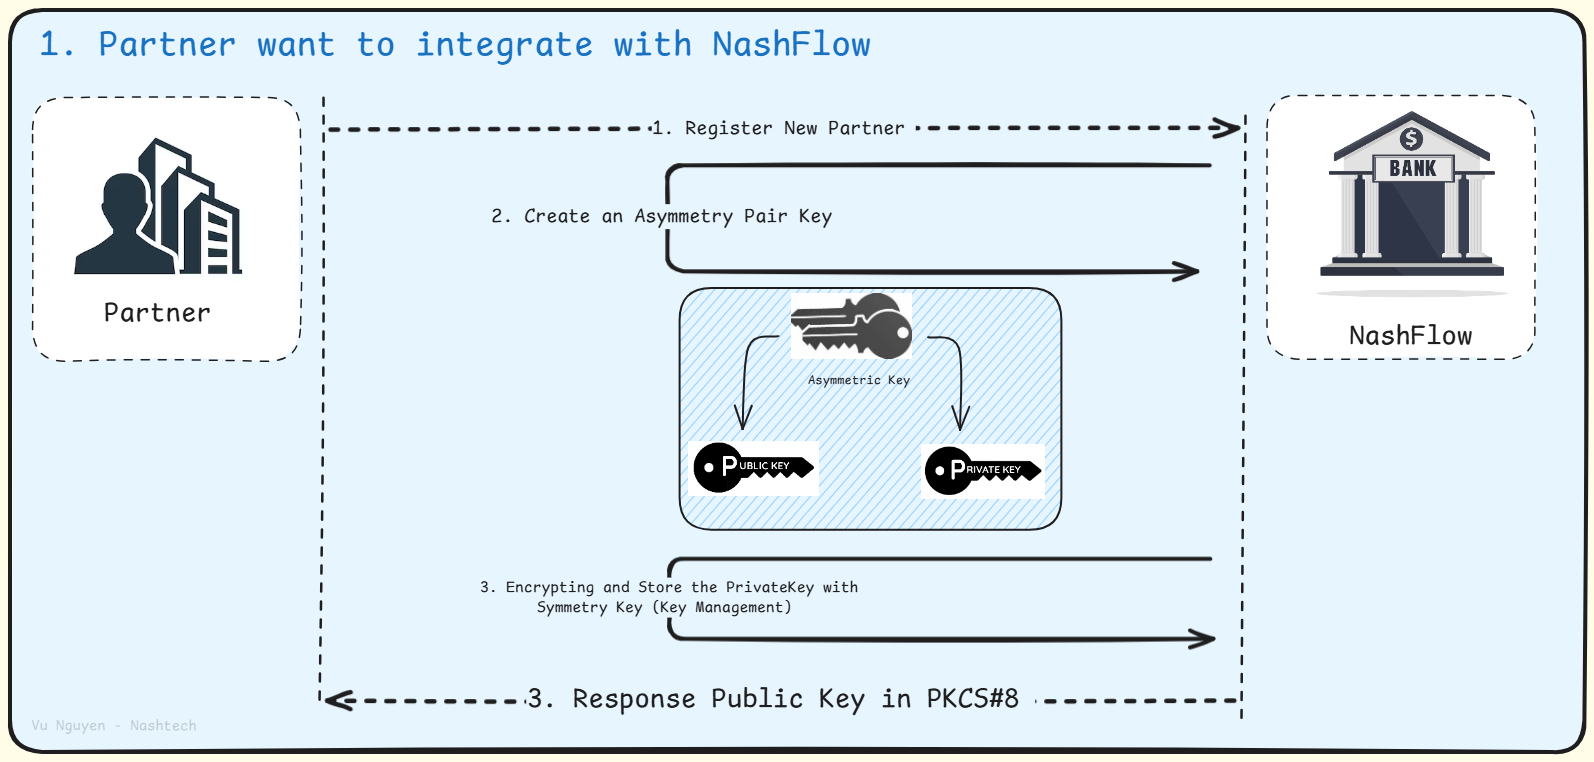 1. Partner want to integrate with NashFlow
1. Register New Partner
$
BANK
2. Create an Asymmetry Pair Key
Partner
NashFlow
Asymmetric Key
PUBLIC KEY
PRIVATE KEY
3. Encrypting and Store the PrivateKey with
Symmetry Key (Key Management)
3. Response Public Key in PKCS#8
Vu Nguyen - Nashtech